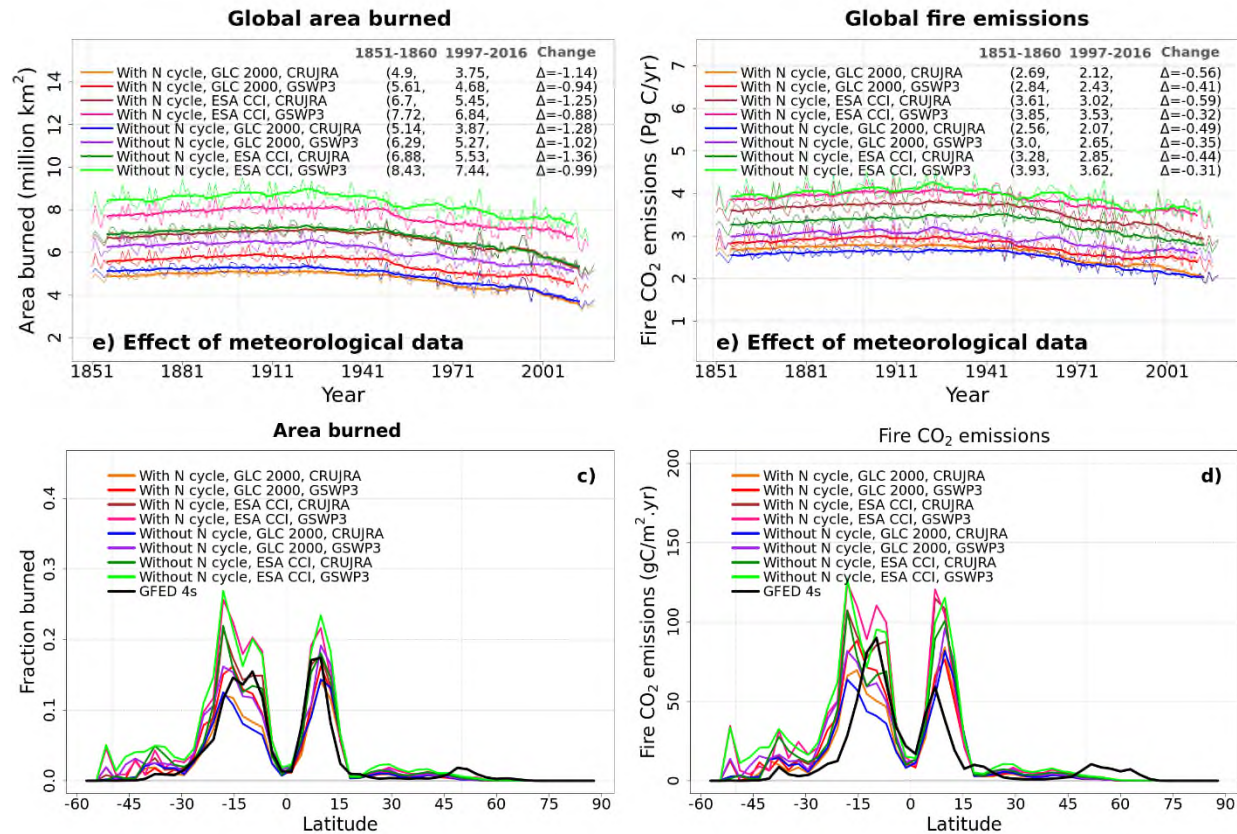 Global area burned
1851-1860 1997-2016 Change
With N cycle, GLC 2000, CRUJRA (4.9, 3.75, Δ=-1.14)
With N cycle, GLC 2000, GSWP3 (5.61, 4.68, Δ=-0.94)
With N cycle, ESA CCI, CRUJRA (6.7, 5.45, Δ=-1.25)
With N cycle, ESA CCI, GSWP3 (7.72, 6.84, Δ=-0.88)
Without N cycle, GLC 2000, CRUJRA (5.14, 3.87, Δ=-1.28)
Without N cycle, GLC 2000, GSWP3 (6.29, 5.27, Δ=-1.02)
Without N cycle, ESA CCI, CRUJRA (6.88, 5.53, Δ=-1.36)
Without N cycle, ESA CCI, GSWP3 (8.43, 7.44, Δ=-0.99)
Area burned (million km²)
14
12
10
8
6
4
2
e) Effect of meteorological data
1851 1881 1911 1941 1971 2001
Year
Global fire emissions
1851-1860 1997-2016 Change
With N cycle, GLC 2000, CRUJRA (2.69, 2.12, Δ=-0.56)
With N cycle, GLC 2000, GSWP3 (2.84, 2.43, Δ=-0.41)
With N cycle, ESA CCI, CRUJRA (3.61, 3.02, Δ=-0.59)
With N cycle, ESA CCI, GSWP3 (3.85, 3.53, Δ=-0.32)
Without N cycle, GLC 2000, CRUJRA (2.56, 2.07, Δ=-0.49)
Without N cycle, GLC 2000, GSWP3 (3.0, 2.65, Δ=-0.35)
Without N cycle, ESA CCI, CRUJRA (3.28, 2.85, Δ=-0.44)
Without N cycle, ESA CCI, GSWP3 (3.93, 3.62, Δ=-0.31)
Fire CO₂ emissions (Pg C/yr)
7
6
5
4
3
2
1
e) Effect of meteorological data
1851 1881 1911 1941 1971 2001
Year
Area burned
c)
With N cycle, GLC 2000, CRUJRA
With N cycle, GLC 2000, GSWP3
With N cycle, ESA CCI, CRUJRA
With N cycle, ESA CCI, GSWP3
Without N cycle, GLC 2000, CRUJRA
Without N cycle, GLC 2000, GSWP3
Without N cycle, ESA CCI, CRUJRA
Without N cycle, ESA CCI, GSWP3
GFED 4s
Fraction burned
0.4
0.3
0.2
0.1
0.0
-60 -45 -30 -15 0 15 30 45 60 75 90
Latitude
Fire CO₂ emissions
d)
With N cycle, GLC 2000, CRUJRA
With N cycle, GLC 2000, GSWP3
With N cycle, ESA CCI, CRUJRA
With N cycle, ESA CCI, GSWP3
Without N cycle, GLC 2000, CRUJRA
Without N cycle, GLC 2000, GSWP3
Without N cycle, ESA CCI, CRUJRA
Without N cycle, ESA CCI, GSWP3
GFED 4s
Fire CO₂ emissions (gC/m².yr)
200
150
100
50
0
-60 -45 -30 -15 0 15 30 45 60 75 90
Latitude